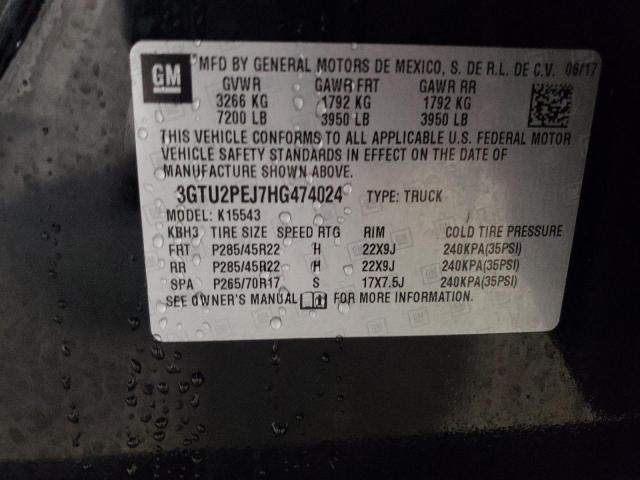 GM MFD BY GENERAL MOTORS DE MEXICO, S. DE R.L. DE C.V. 06/17
GVWR GAWR FRT GAWR RR
3266 KG 1792 KG 1792 KG
7200 LB 3950 LB 3950 LB
THIS VEHICLE CONFORMS TO ALL APPLICABLE U.S. FEDERAL MOTOR
VEHICLE SAFETY STANDARDS IN EFFECT ON THE DATE OF
MANUFACTURE SHOWN ABOVE.
3GTU2PEJ7HG474024 TYPE: TRUCK
MODEL: K15543
KBH3 TIRE SIZE SPEED RTG RIM COLD TIRE PRESSURE
FRT P285/45R22 H 22X9J 240KPA(35PSI)
RR P285/45R22 H 22X9J 240KPA(35PSI)
SPA P265/70R17 S 17X7.5J 240KPA(35PSI)
SEE OWNER'S MANUAL FOR MORE INFORMATION.